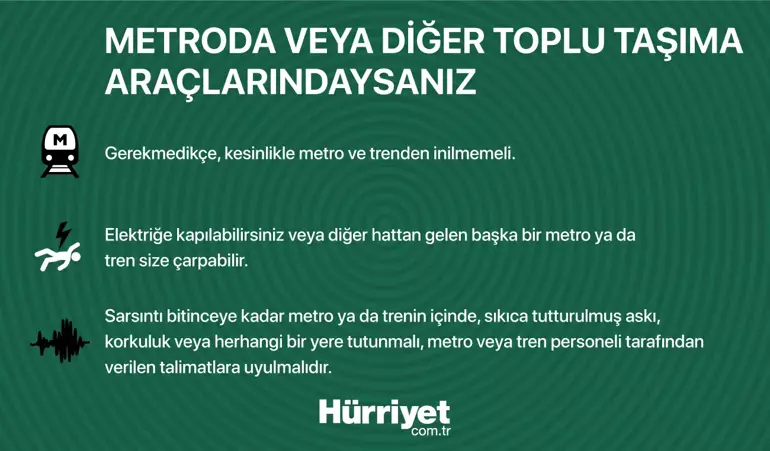 METRODA VEYA DİĞER TOPLU TAŞIMA
ARAÇLARINDAYSANIZ
M
Gerekmedikçe, kesinlikle metro ve trenden inilmemeli.
Elektriğe kapılabilirsiniz veya diğer hattan gelen başka bir metro ya da
tren size çarpabilir.
Sarsıntı bitinceye kadar metro ya da trenin içinde, sıkıca tutturulmuş askı,
korkuluk veya herhangi bir yere tutunmalı, metro veya tren personeli tarafından
verilen talimatlara uyulmalıdır.
Hürriyet
com.tr